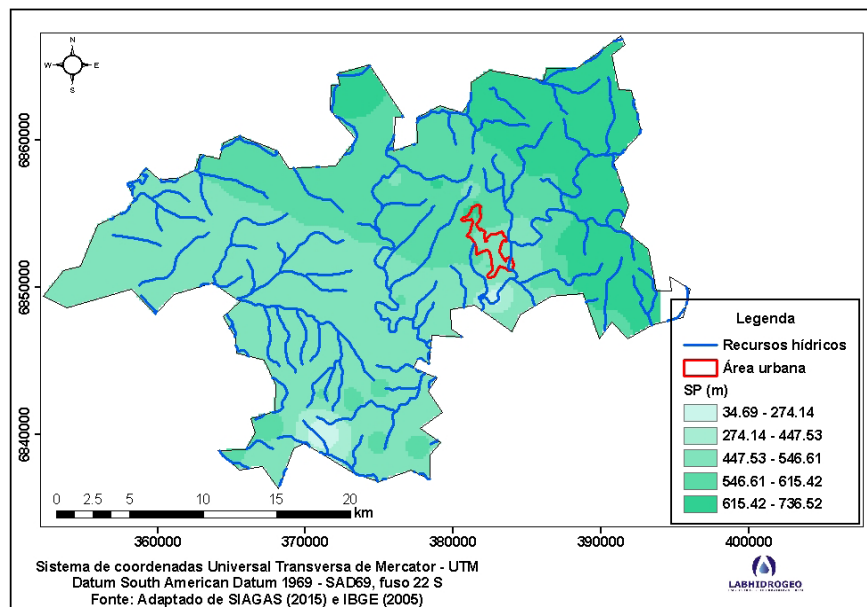 N
W
E
S
6860000
6850000
6840000
0
2.5
5
10
15
20
km
360000
370000
380000
390000
400000
Legenda
Recursos hídricos
Área urbana
SP (m)
34.69 - 274.14
274.14 - 447.53
447.53 - 546.61
546.61 - 615.42
615.42 - 736.52
Sistema de coordenadas Universal Transversa de Mercator - UTM
Datum South American Datum 1969 - SAD69, fuso 22 S
Fonte: Adaptado de SIAGAS (2015) e IBGE (2005)
LABHIDROGEO